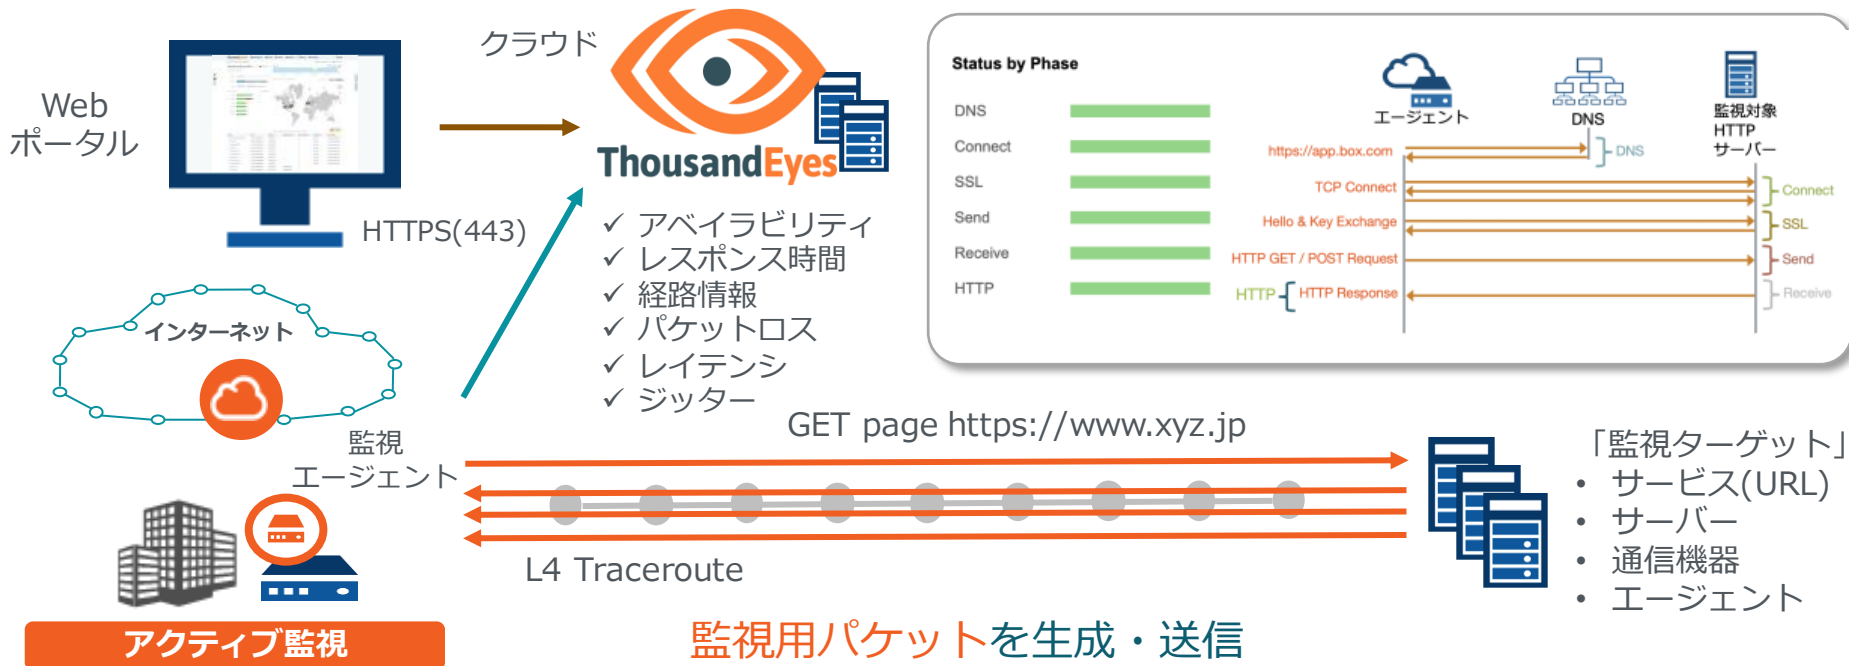 Web
ポータル
クラウド
ThousandEyes
HTTPS(443)
✓ アベイラビリティ
✓ レスポンス時間
✓ 経路情報
✓ パケットロス
✓ レイテンシ
✓ ジッター
Status by Phase
DNS
Connect
SSL
Send
Receive
HTTP
エージェント
DNS
監視対象
HTTP
サーバー
https://app.box.com
DNS
TCP Connect
Connect
Hello & Key Exchange
SSL
HTTP GET / POST Request
Send
HTTP
HTTP Response
Receive
インターネット
監視
エージェント
GET page https://www.xyz.jp
L4 Traceroute
「監視ターゲット」
• サービス(URL)
• サーバー
• 通信機器
• エージェント
アクティブ監視
監視用パケットを生成・送信